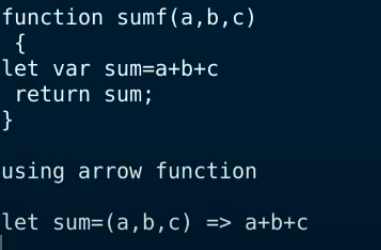 function sumf(a,b,c)
{
let var sum=a+b+c
return sum;
}
using arrow function
let sum=(a,b,c) => a+b+c